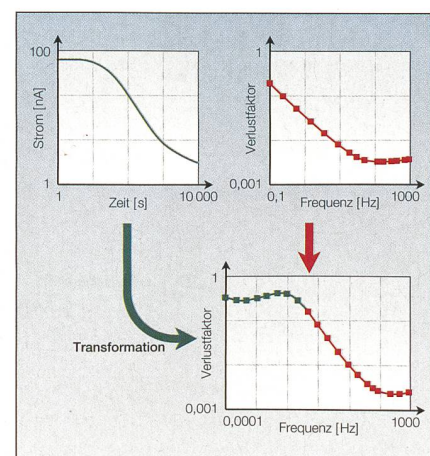 100
Strom [nA]
1
1
Zeit [s]
10 000
1
Verlustfaktor
0,001
0,1
Frequenz [Hz]
1000
Transformation
1
Verlustfaktor
0,001
0,0001
Frequenz [Hz]
1000